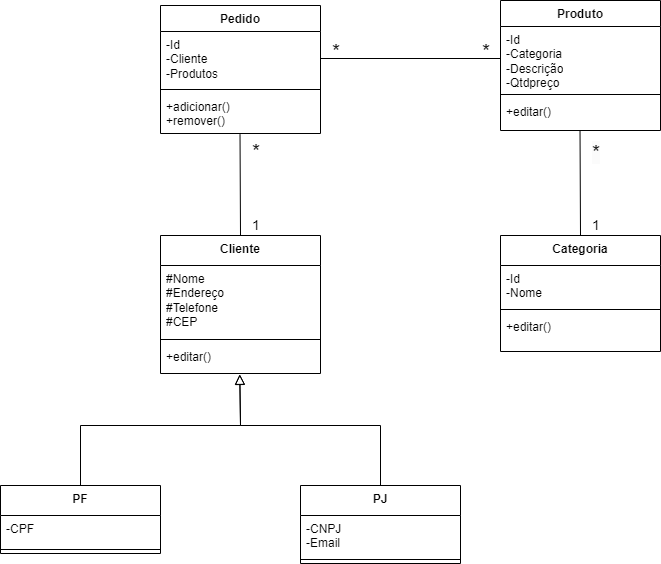 Pedido
-Id
-Cliente
-Produtos
+adicionar()
+remover()
*
*
Produto
-Id
-Categoria
-Descrição
-Qtdpreço
+editar()
*
1
*
1
Cliente
#Nome
#Endereço
#Telefone
#CEP
+editar()
Categoria
-Id
-Nome
+editar()
PF
-CPF
PJ
-CNPJ
-Email